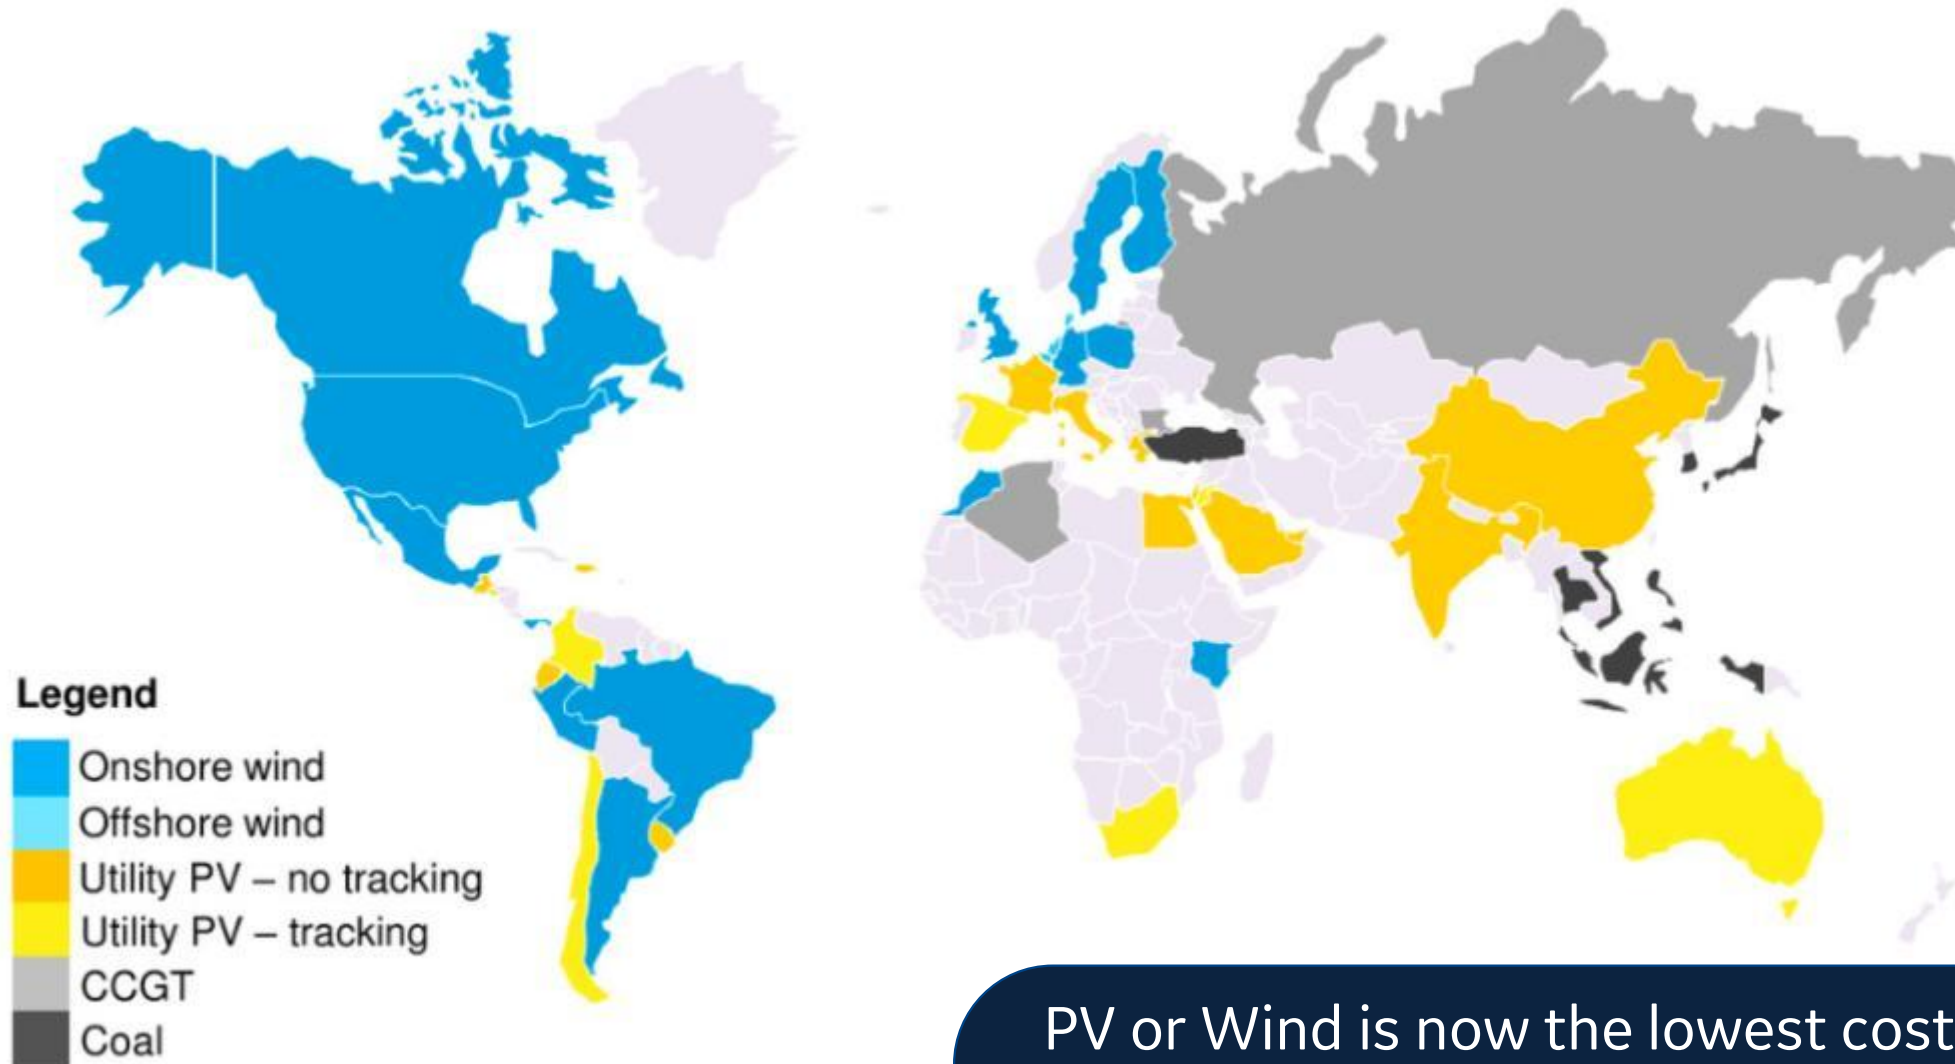 Legend
Onshore wind
Offshore wind
Utility PV – no tracking
Utility PV – tracking
CCGT
Coal
PV or Wind is now the lowest cost